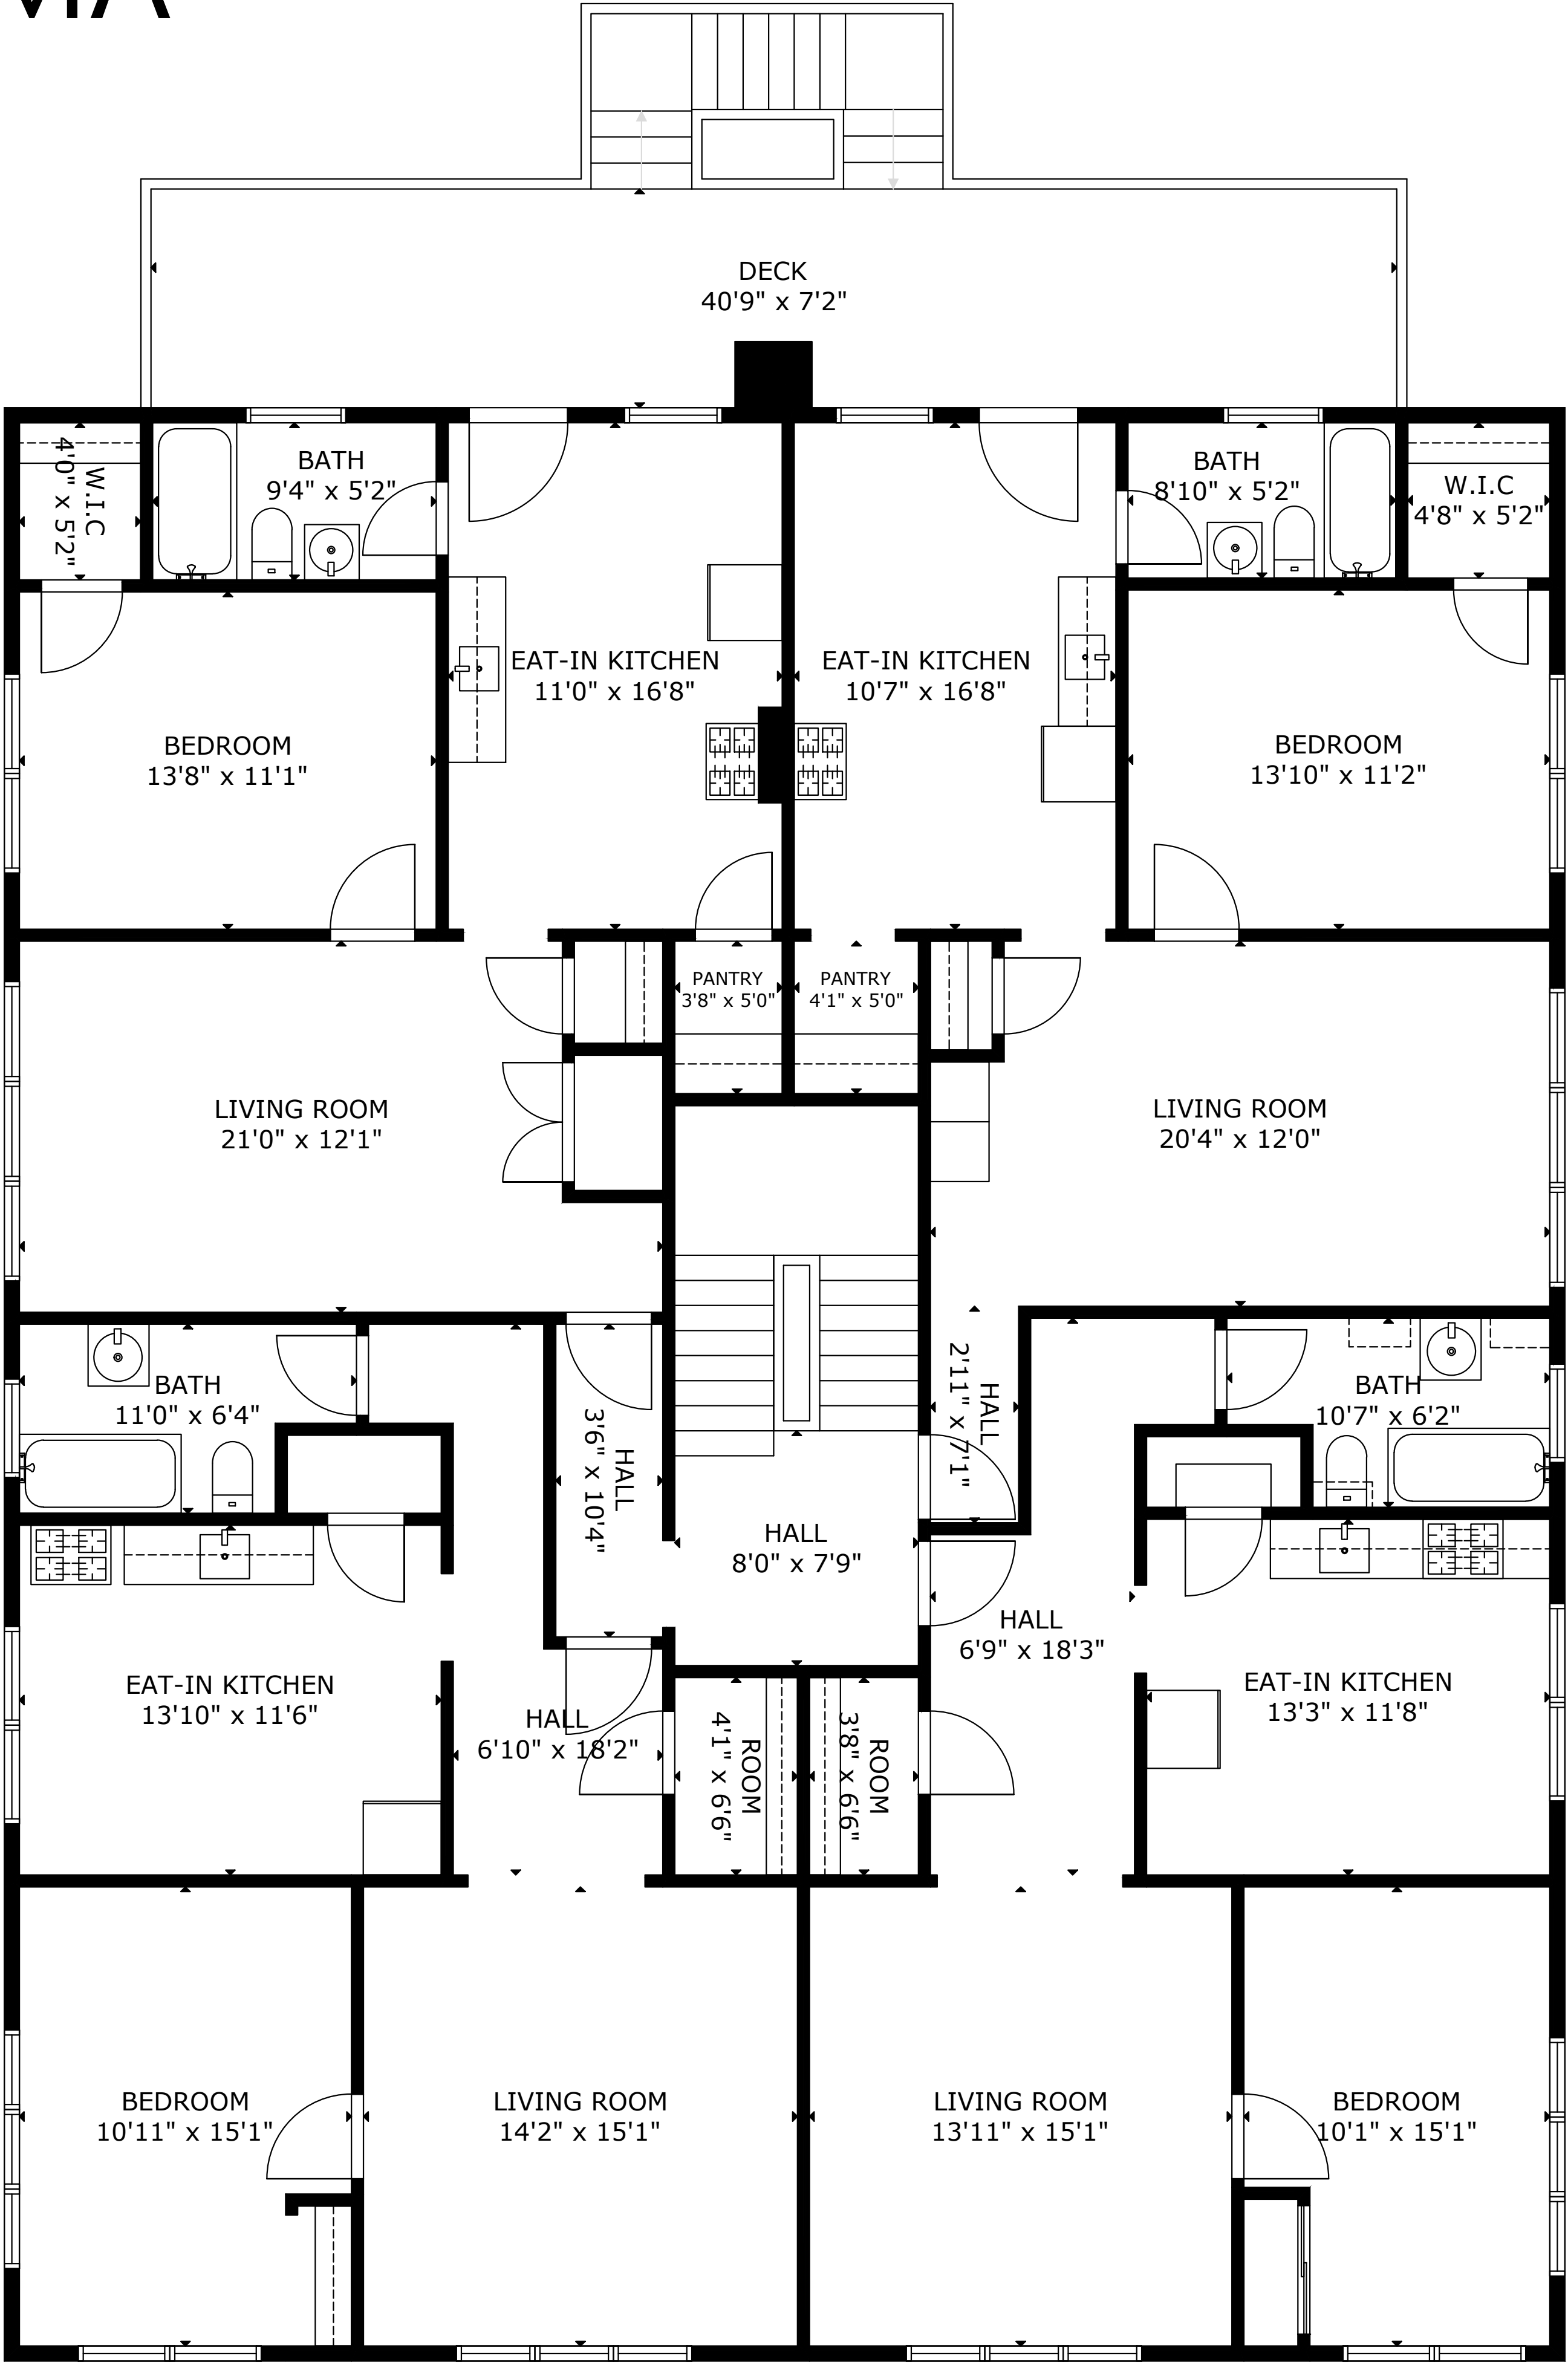 DECK
40'9" x 7'2"
W.I.C
4'0" x 5'2"
BATH
9'4" x 5'2"
BATH
8'10" x 5'2"
W.I.C
4'8" x 5'2"
EAT-IN KITCHEN
11'0" x 16'8"
EAT-IN KITCHEN
10'7" x 16'8"
BEDROOM
13'8" x 11'1"
BEDROOM
13'10" x 11'2"
PANTRY
3'8" x 5'0"
PANTRY
4'1" x 5'0"
LIVING ROOM
21'0" x 12'1"
LIVING ROOM
20'4" x 12'0"
BATH
11'0" x 6'4"
HALL
3'6" x 10'4"
HALL
2'11" x 7'1"
BATH
10'7" x 6'2"
HALL
8'0" x 7'9"
HALL
6'9" x 18'3"
EAT-IN KITCHEN
13'10" x 11'6"
HALL
6'10" x 18'2"
ROOM
4'1" x 6'6"
ROOM
3'8" x 6'6"
EAT-IN KITCHEN
13'3" x 11'8"
BEDROOM
10'11" x 15'1"
LIVING ROOM
14'2" x 15'1"
LIVING ROOM
13'11" x 15'1"
BEDROOM
10'1" x 15'1"